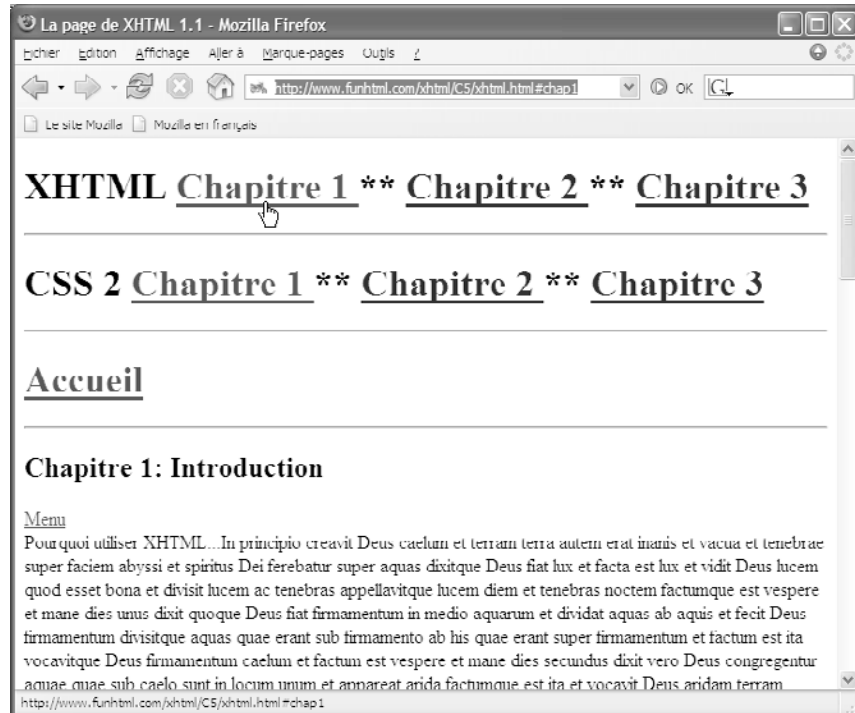 La page de XHTML 1.1 - Mozilla Firefox
Fichier Edition Affichage Aller à Marque-pages Outils ?
http://www.funhtml.com/xhtml/C5/xhtml.html#chap1 OK
Le site Mozilla Mozilla en français
XHTML Chapitre 1 ** Chapitre 2 ** Chapitre 3
CSS 2 Chapitre 1 ** Chapitre 2 ** Chapitre 3
Accueil
Chapitre 1: Introduction
Menu
Pourquoi utiliser XHTML...In principio creavit Deus caelum et terram terra autem erat inanis et vacua et tenebrae
super faciem abyssi et spiritus Dei ferebatur super aquas dixitque Deus fiat lux et facta est lux et vidit Deus lucem
quod esset bona et divisit lucem ac tenebras appellavitque lucem diem et tenebras noctem factumque est vespere
et mane dies unus dixit quoque Deus fiat firmamentum in medio aquarum et dividat aquas ab aquis et fecit Deus
firmamentum divisitque aquas quae erant sub firmamento ab his quae erant super firmamentum et factum est ita
vocavitque Deus firmamentum caelum et factum est vespere et mane dies secundus dixit vero Deus congregentur
aquae quae sub caelo sunt in locum unum et appareat arida factumque est ita et vocavit Deus aridam terram
http://www.funhtml.com/xhtml/C5/xhtml.html#chap1